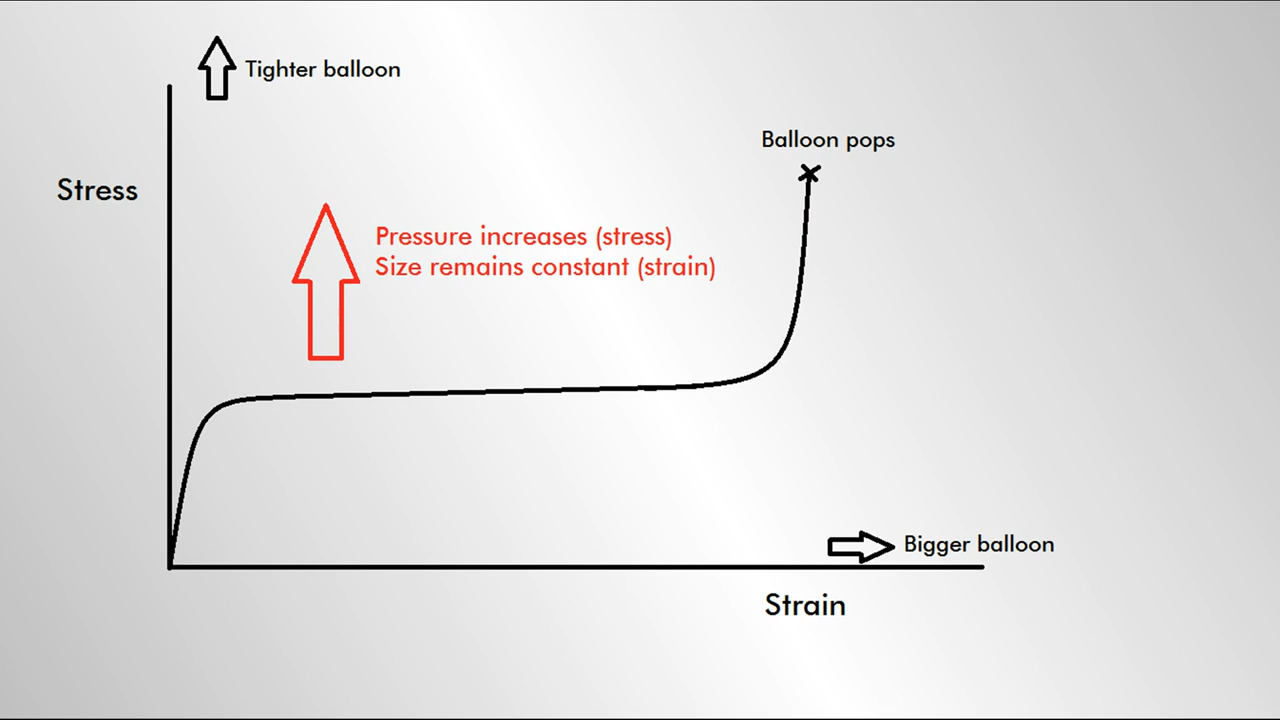 Tighter balloon
Balloon pops
Stress
Pressure increases (stress)
Size remains constant (strain)
Bigger balloon
Strain